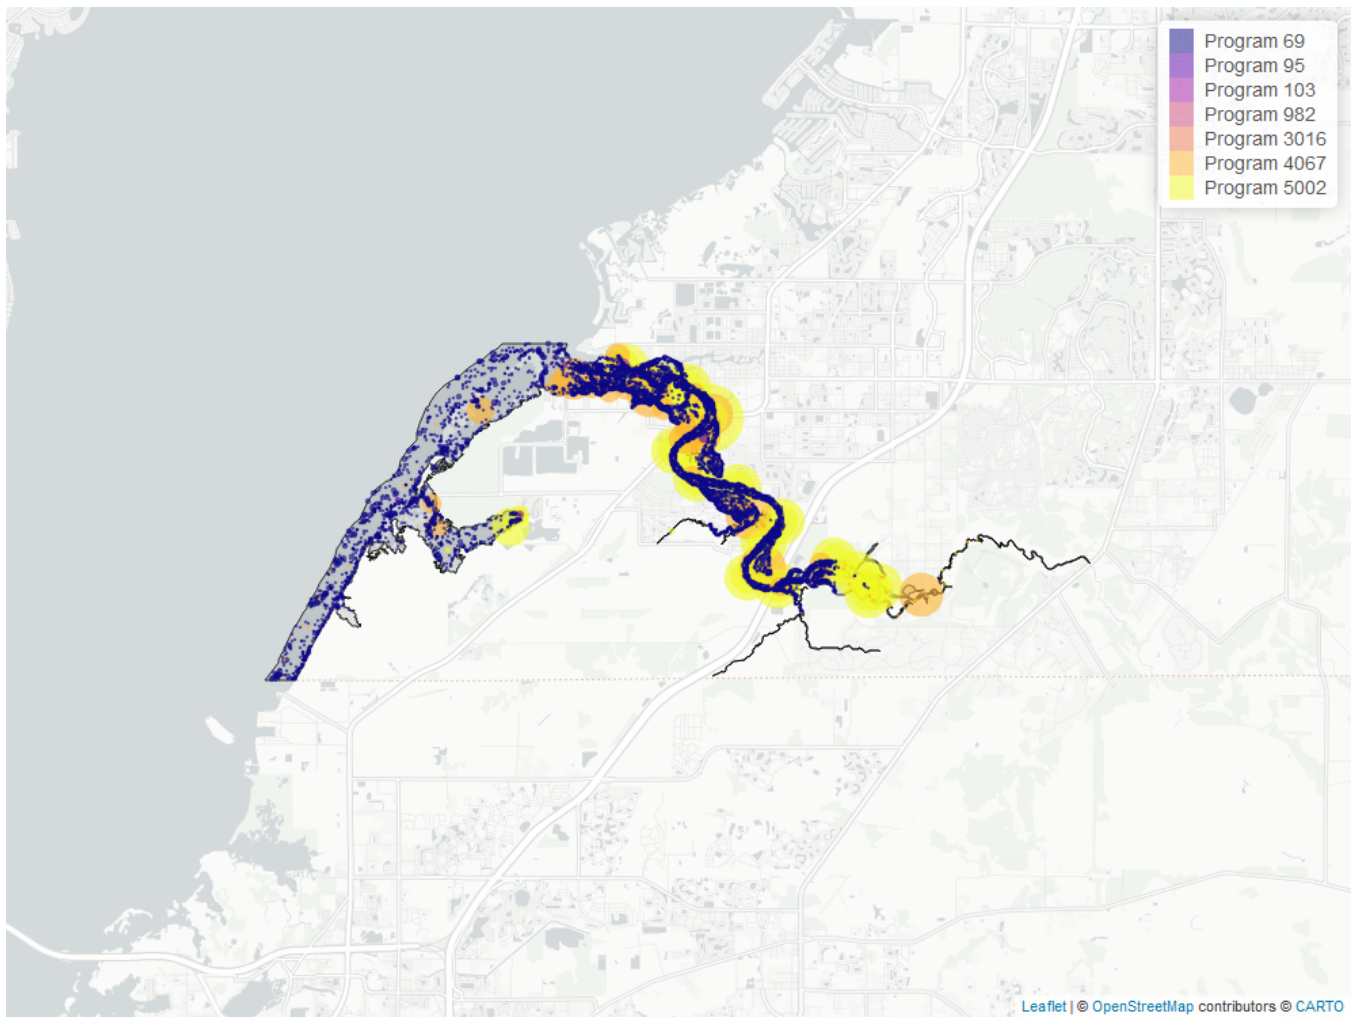 Program 69
Program 95
Program 103
Program 982
Program 3016
Program 4067
Program 5002
Leaflet | © OpenStreetMap contributors © CARTO